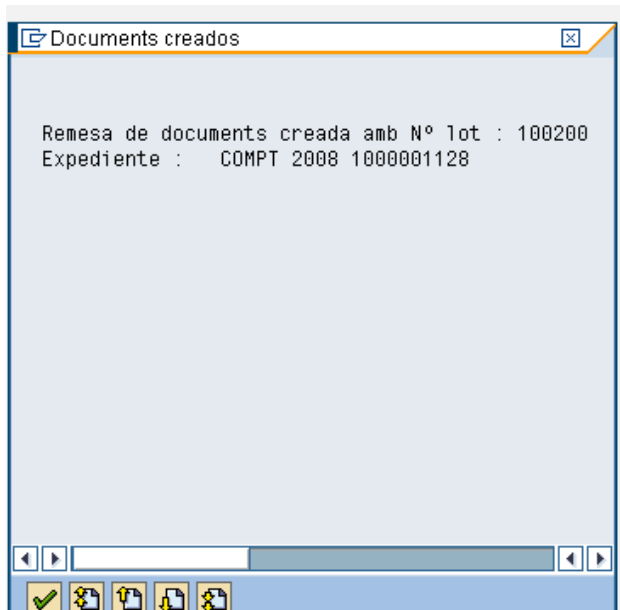 Documents creados
Remesa de documents creada amb Nº lot : 100200
Expediente : COMPT 2008 1000001128